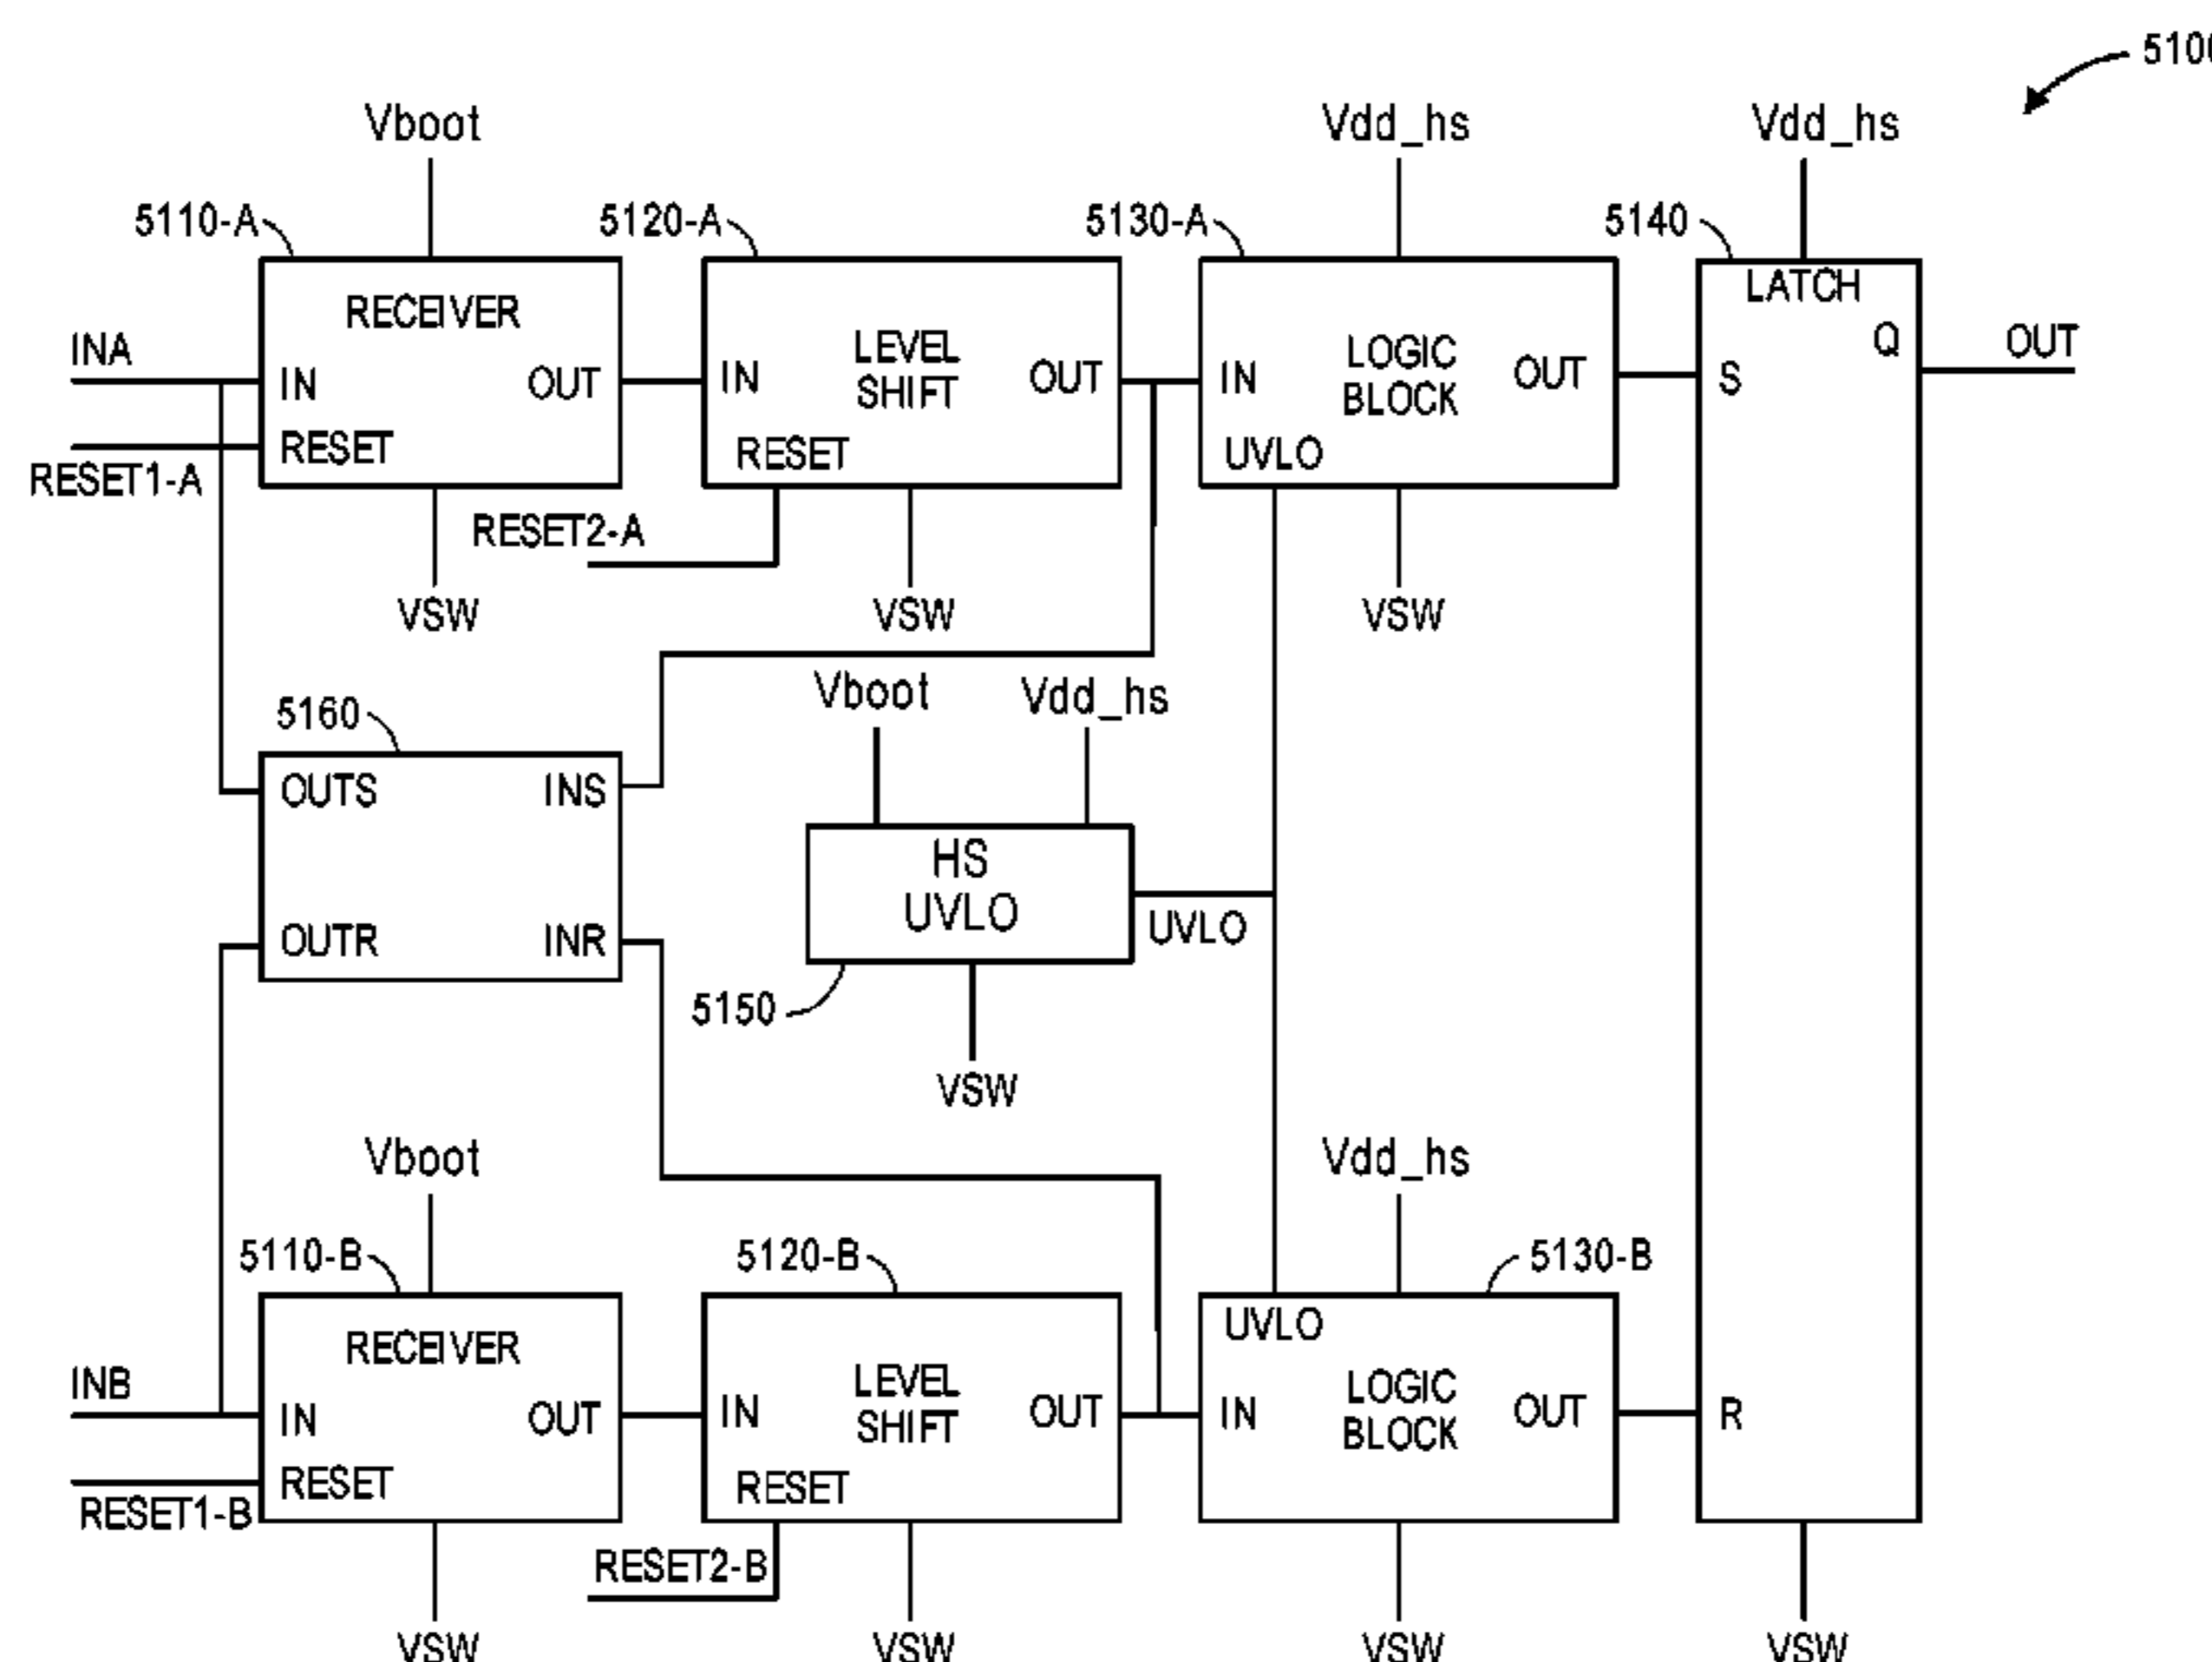 5100
Vboot
Vdd_hs
Vdd_hs
5110-A
5120-A
5130-A
5140
RECEIVER
IN
OUT
RESET
INA
RESET1-A
LEVEL
SHIFT
IN
OUT
RESET
RESET2-A
LOGIC
BLOCK
IN
OUT
UVLO
LATCH
Q
S
OUT
VSW
VSW
VSW
5160
OUTS
INS
OUTR
INR
Vboot
Vdd_hs
HS
UVLO
UVLO
5150
VSW
Vboot
Vdd_hs
5110-B
5120-B
5130-B
INB
RESET1-B
RECEIVER
IN
OUT
RESET
LEVEL
SHIFT
IN
OUT
RESET
RESET2-B
UVLO
LOGIC
BLOCK
IN
OUT
R
VSW
VSW
VSW
VSW